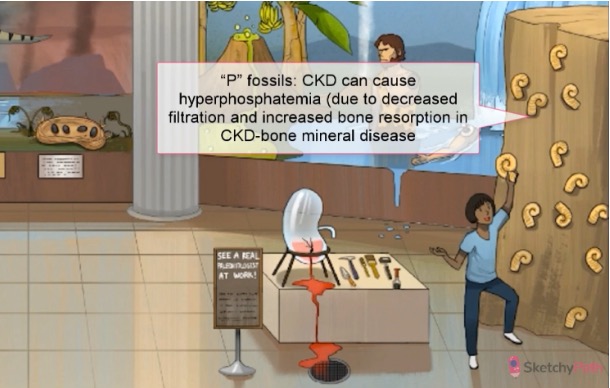 "P" fossils: CKD can cause
hyperphosphatemia (due to decreased
filtration and increased bone resorption in
CKD-bone mineral disease
SEE A REAL
PALEONTOLOGIST
AT WORK!
Sketchy